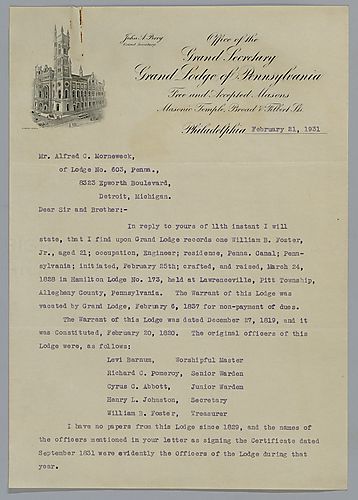 John A. Perry
Grand Secretary
Office of the
Grand Secretary
Grand Lodge of Pennsylvania
Free and Accepted Masons
Masonic Temple, Broad & Filbert Sts.
Philadelphia February 21, 1931
Mr. Alfred C. Morneweck,
of Lodge No. 603, Penna.,
8323 Epworth Boulevard,
Detroit, Michigan.
Dear Sir and Brother:-
In reply to yours of 11th instant I will
state, that I find upon Grand Lodge records one William B. Foster,
Jr., aged 21; occupation, Engineer; residence, Penna. Canal; Penn-
sylvania; initiated, February 25th; crafted, and raised, March 24,
1828 in Hamilton Lodge No. 173, held at Lawrenceville, Pitt Township,
Allegheny County, Pennsylvania. The Warrant of this Lodge was
vacated by Grand Lodge, February 6, 1837 for non-payment of dues.
The Warrant of this Lodge was dated December 27, 1819, and it
was Constituted, February 20, 1820. The original officers of this
Lodge were, as follows:
Levi Barnum, Worshipful Master
Richard C. Pomeroy, Senior Warden
Cyrus C. Abbott, Junior Warden
Henry L. Johnston, Secretary
William B. Foster, Treasurer
I have no papers from this Lodge since 1829, and the names of
the officers mentioned in your letter as signing the Certificate dated
September 1831 were evidently the Officers of the Lodge during that
year.